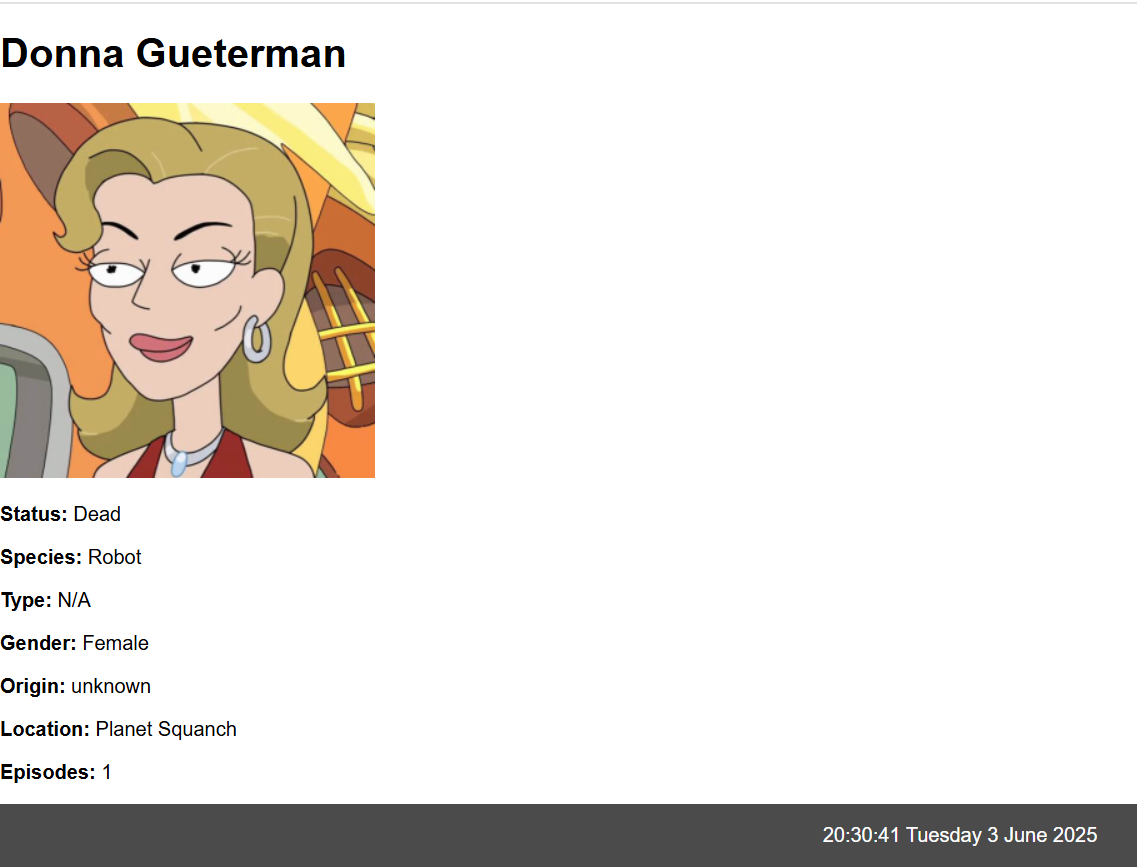 Donna Gueterman
Status: Dead
Species: Robot
Type: N/A
Gender: Female
Origin: unknown
Location: Planet Squanch
Episodes: 1
20:30:41 Tuesday 3 June 2025